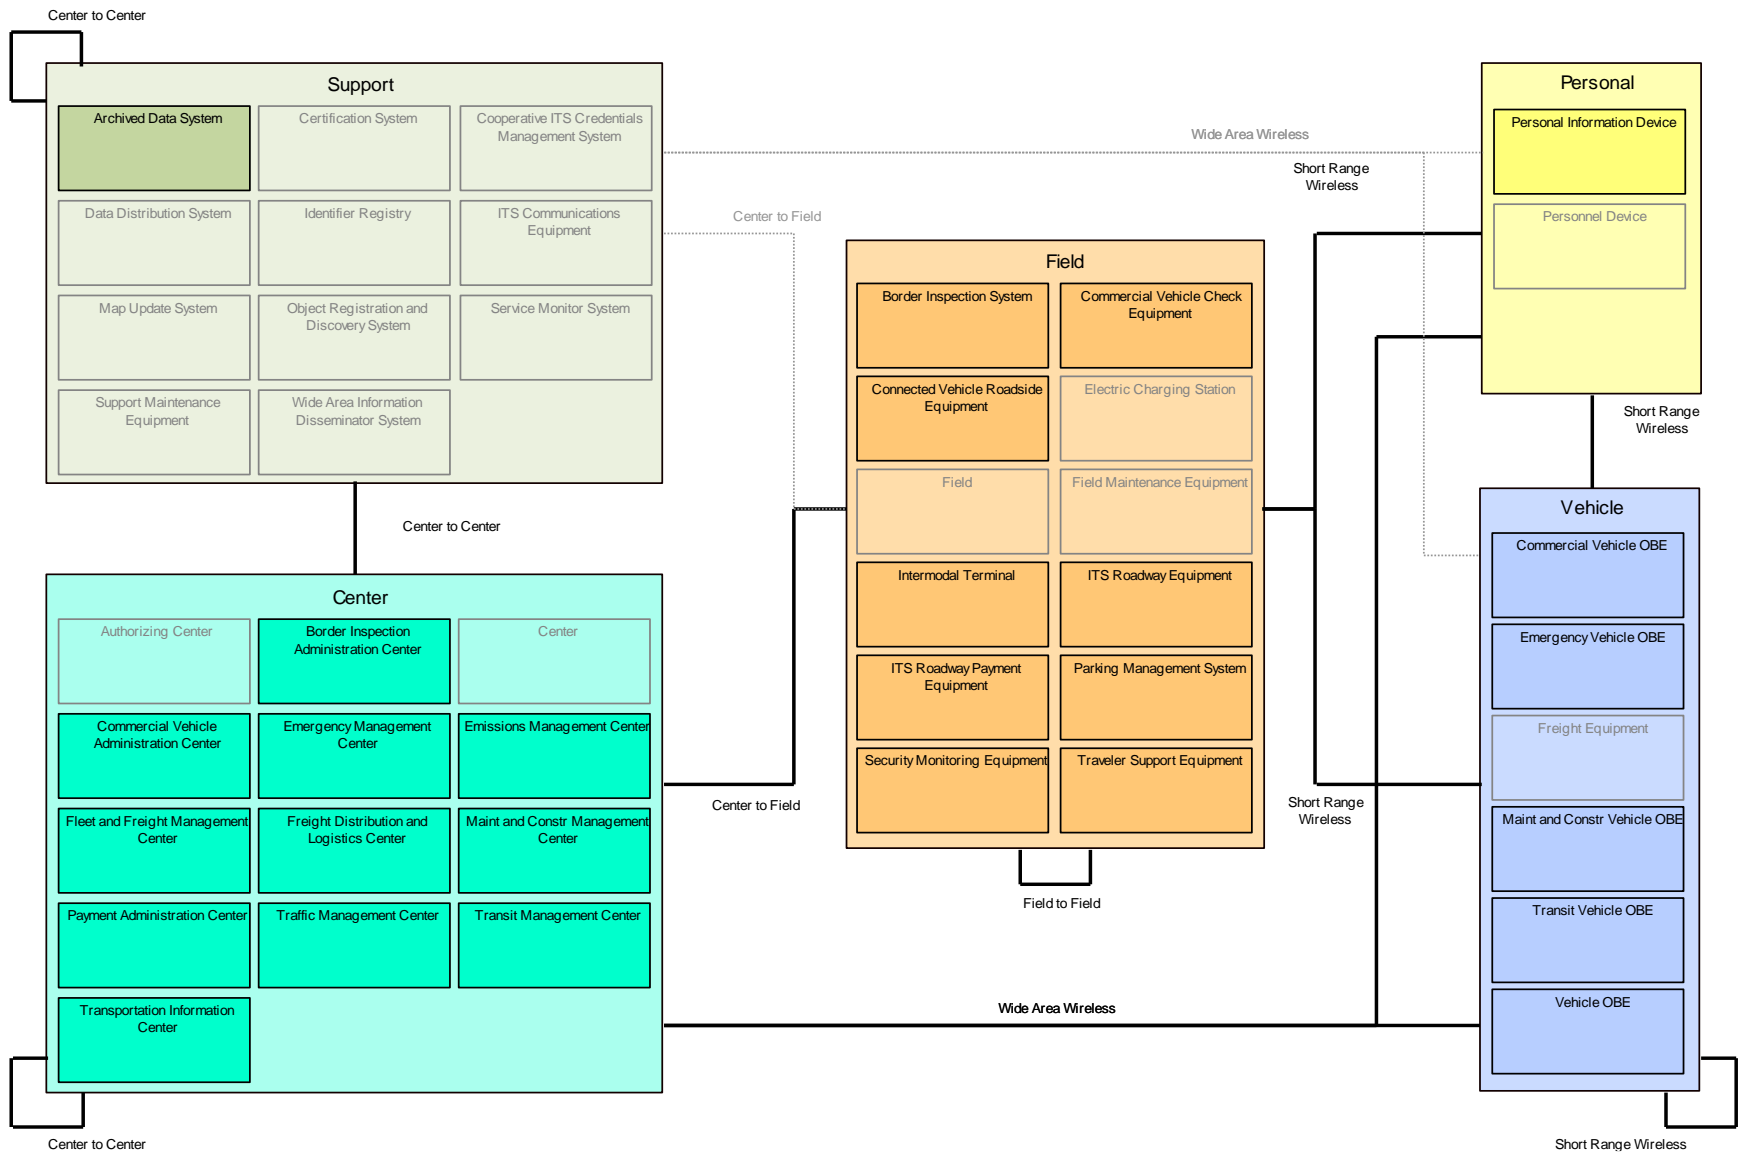 Center to Center
Support
Archived Data System
Certification System
Cooperative ITS Credentials
Management System
Data Distribution System
Identifier Registry
ITS Communications
Equipment
Map Update System
Object Registration and
Discovery System
Service Monitor System
Support Maintenance
Equipment
Wide Area Information
Disseminator System
Center to Center
Center
Authorizing Center
Border Inspection
Administration Center
Center
Commercial Vehicle
Administration Center
Emergency Management
Center
Emissions Management Center
Fleet and Freight Management
Center
Freight Distribution and
Logistics Center
Maint and Constr Management
Center
Payment Administration Center
Traffic Management Center
Transit Management Center
Transportation Information
Center
Center to Center
Center to Field
Center to Field
Field
Border Inspection System
Commercial Vehicle Check
Equipment
Connected Vehicle Roadside
Equipment
Electric Charging Station
Field
Field Maintenance Equipment
Intermodal Terminal
ITS Roadway Equipment
ITS Roadway Payment
Equipment
Parking Management System
Security Monitoring Equipment
Traveler Support Equipment
Field to Field
Wide Area Wireless
Wide Area Wireless
Short Range
Wireless
Short Range
Wireless
Personal
Personal Information Device
Personnel Device
Short Range
Wireless
Vehicle
Commercial Vehicle OBE
Emergency Vehicle OBE
Freight Equipment
Maint and Constr Vehicle OBE
Transit Vehicle OBE
Vehicle OBE
Short Range Wireless